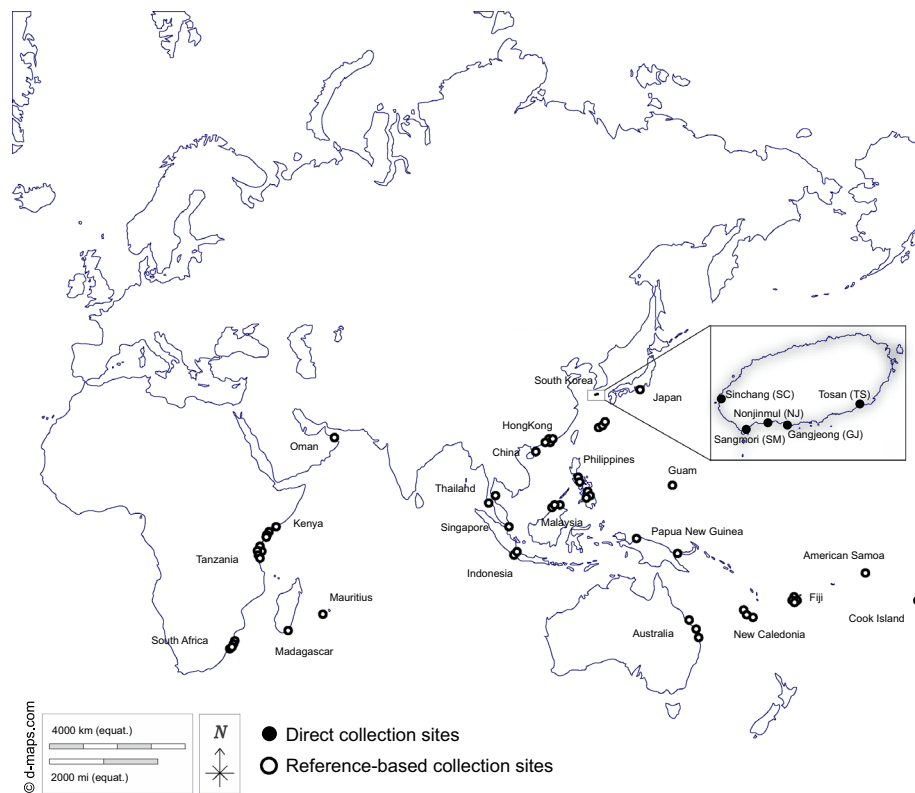 South Korea
Japan
Sinchang (SC)
Tosan (TS)
Nonjinmul (NJ)
Sangmori (SM)
Gangjeong (GJ)
HongKong
China
Oman
Philippines
Guam
Thailand
Kenya
Singapore
Malaysia
Papua New Guinea
Tanzania
Indonesia
American Samoa
Mauritius
Fiji
Cook Island
South Africa
Madagascar
Australia
New Caledonia
© d-maps.com
4000 km (equat.)
2000 mi (equat.)
N
Direct collection sites
Reference-based collection sites